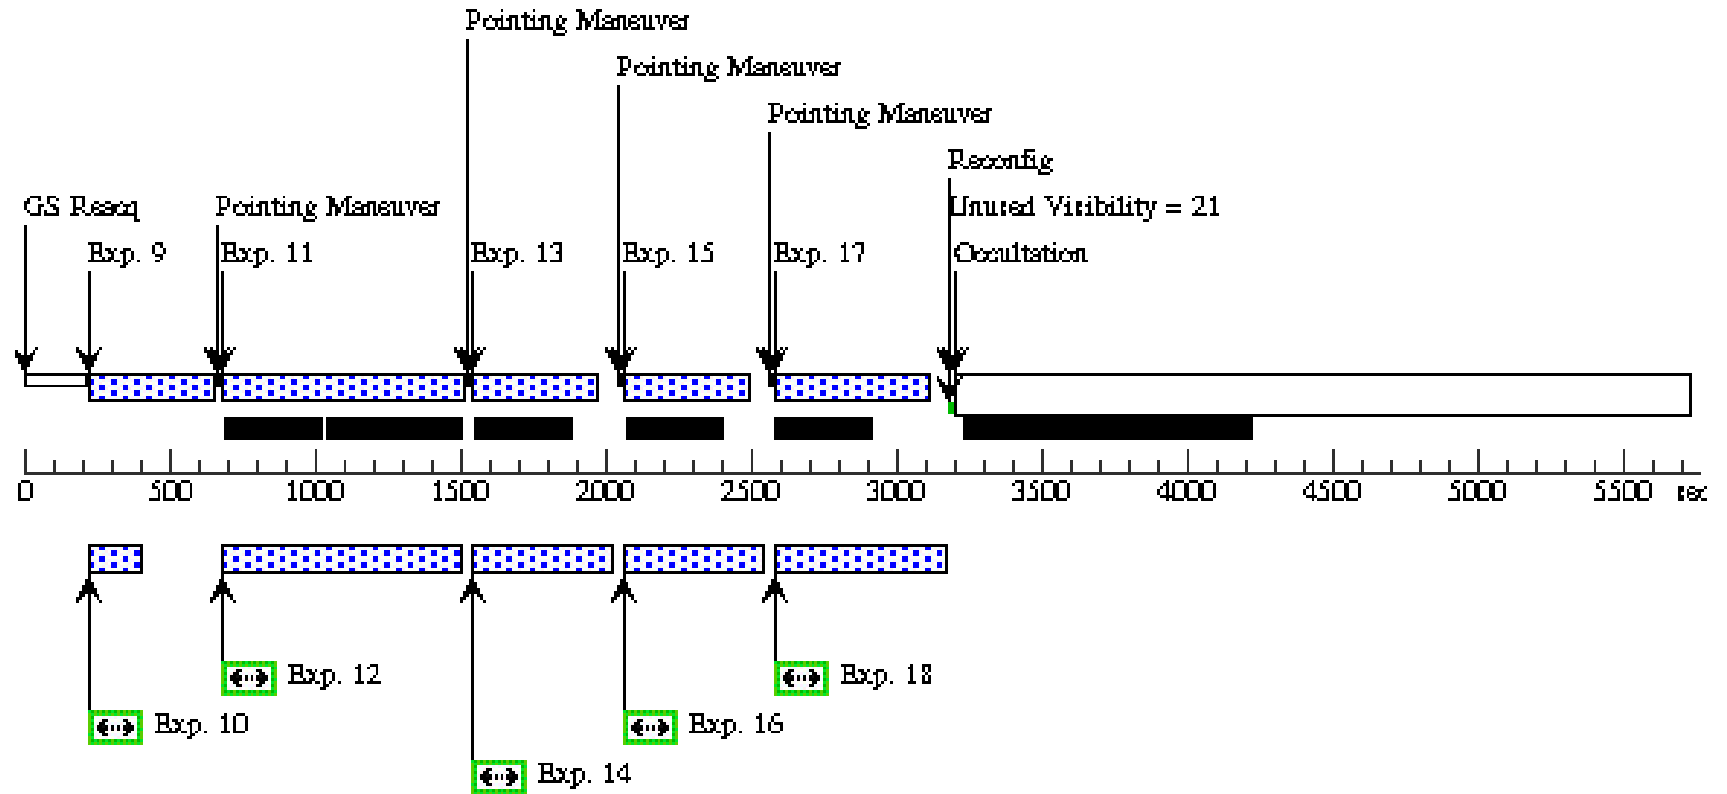 Pointing Maneuver
Pointing Maneuver
Pointing Maneuver
Reconfig
GS Reacq Pointing Maneuver Unused Visibility = 21
Exp. 9 Exp. 11 Exp. 13 Exp. 15 Exp. 17 Occultation
0 500 1000 1500 2000 2500 3000 3500 4000 4500 5000 5500 sec
Exp. 12 Exp. 18
Exp. 10 Exp. 16
Exp. 14